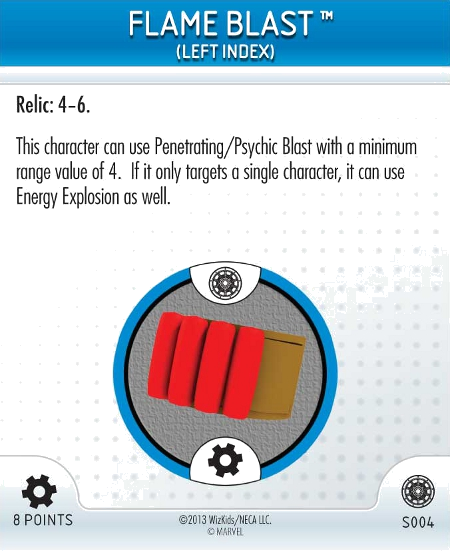 FLAME BLAST™
(LEFT INDEX)
Relic: 4–6.
This character can use Penetrating/Psychic Blast with a minimum
range value of 4. If it only targets a single character, it can use
Energy Explosion as well.
8 POINTS
©2013 WizKids/NECA LLC.
© MARVEL
S004